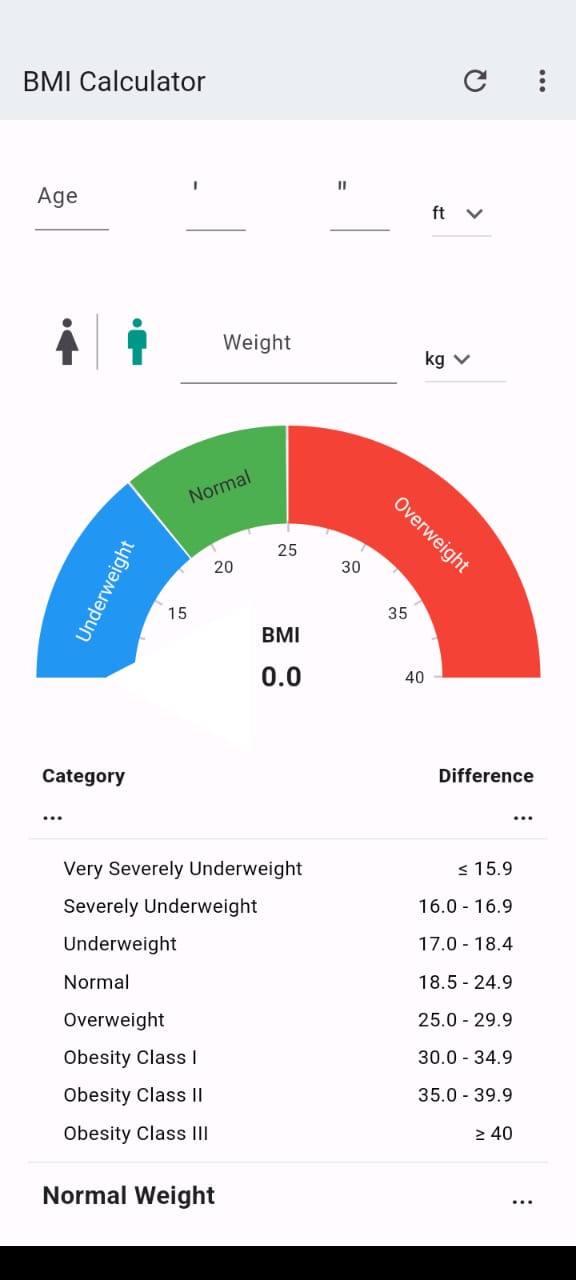 BMI Calculator
Age ' " ft
Weight kg
Normal
Underweight
Overweight
15 20 25 30 35 40
BMI
0.0
Category Difference
... ...
Very Severely Underweight ≤ 15.9
Severely Underweight 16.0 - 16.9
Underweight 17.0 - 18.4
Normal 18.5 - 24.9
Overweight 25.0 - 29.9
Obesity Class I 30.0 - 34.9
Obesity Class II 35.0 - 39.9
Obesity Class III ≥ 40
Normal Weight ...